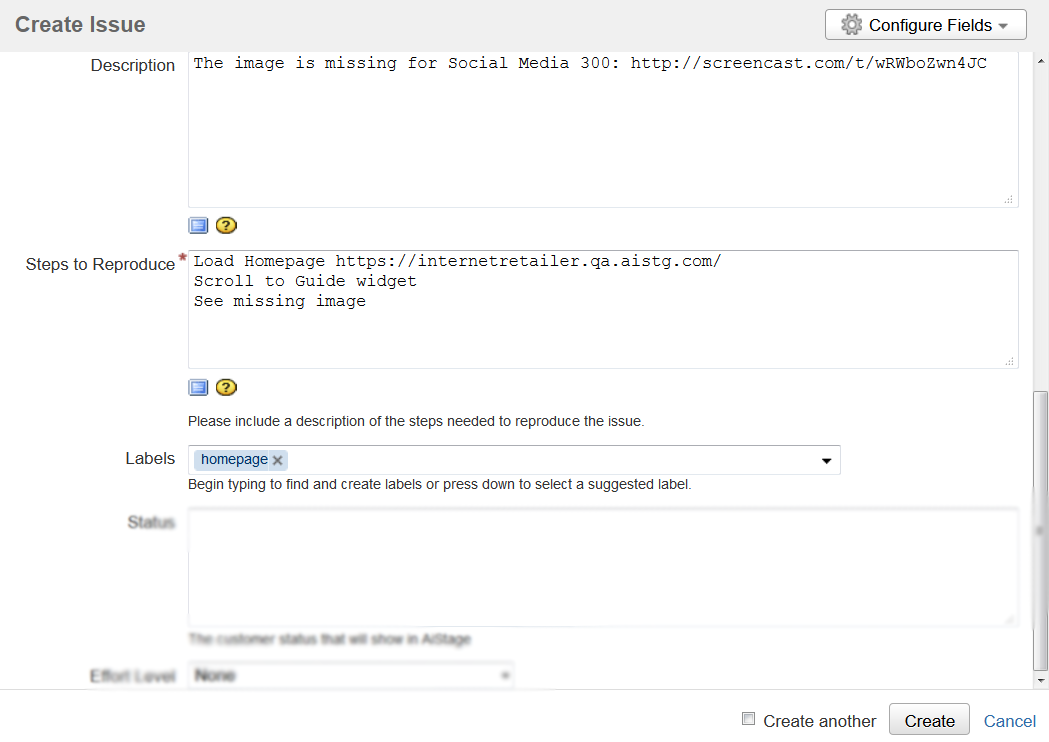 Create Issue
Configure Fields
Description
The image is missing for Social Media 300: http://screencast.com/t/wRWboZwn4JC
Steps to Reproduce *
Load Homepage https://internetretailer.qa.aistg.com/
Scroll to Guide widget
See missing image
Please include a description of the steps needed to reproduce the issue.
Labels
homepage
Begin typing to find and create labels or press down to select a suggested label.
Status
The customer status that will show in AiStage
Effort Level
None
Create another
Create
Cancel